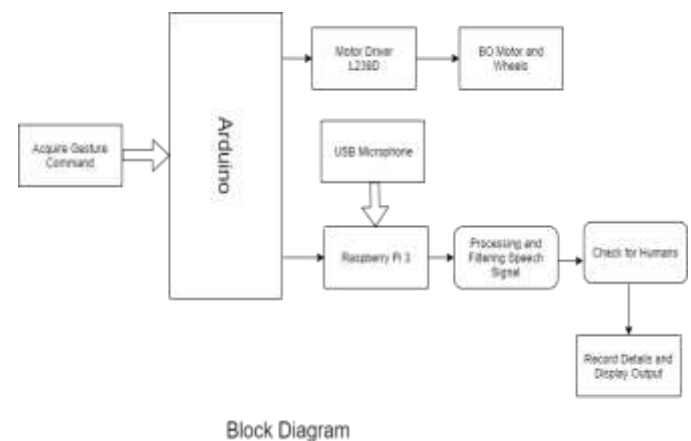 Motor Driver
L236D
BO Motor and
Wheels
Arduino
Acquire Gesture
Command
USB Microphone
Raspberry Pi 3
Processing and
Filtering Speech
Signal
Check for Humans
Record Details and
Display Output
Block Diagram